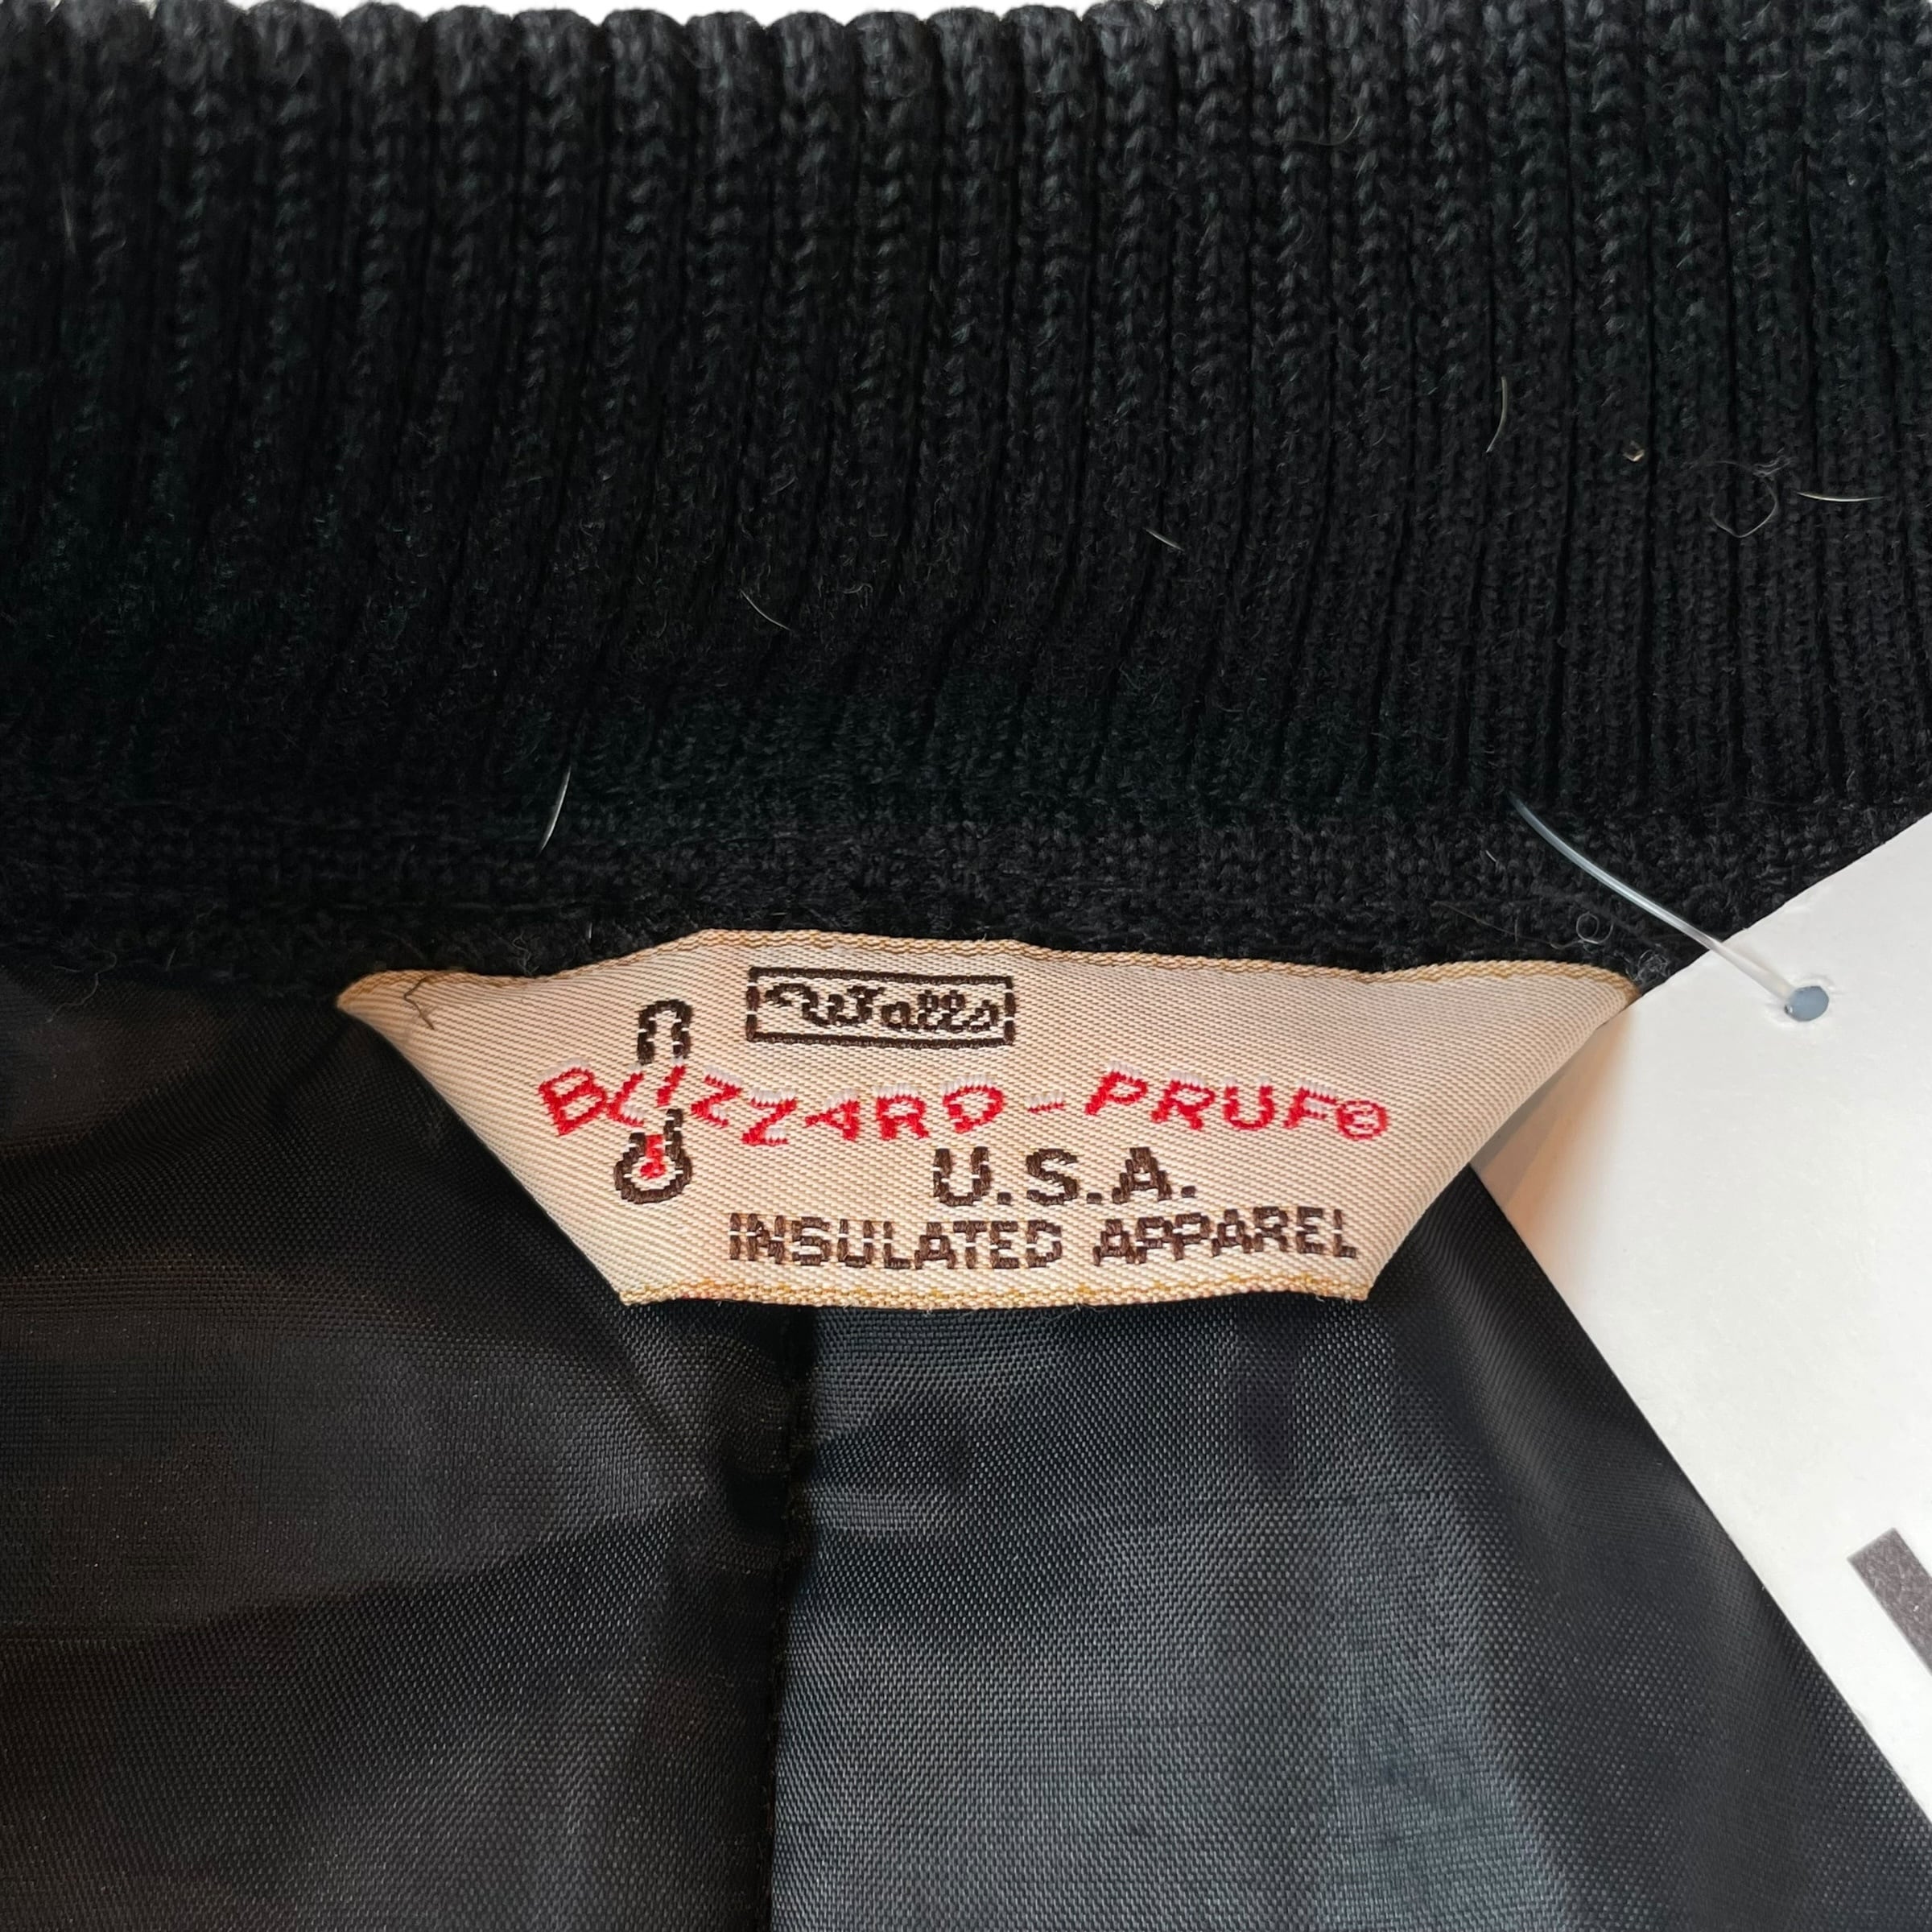 Walls
BLIZZARD-PRUF©
U.S.A.
INSULATED APPAREL